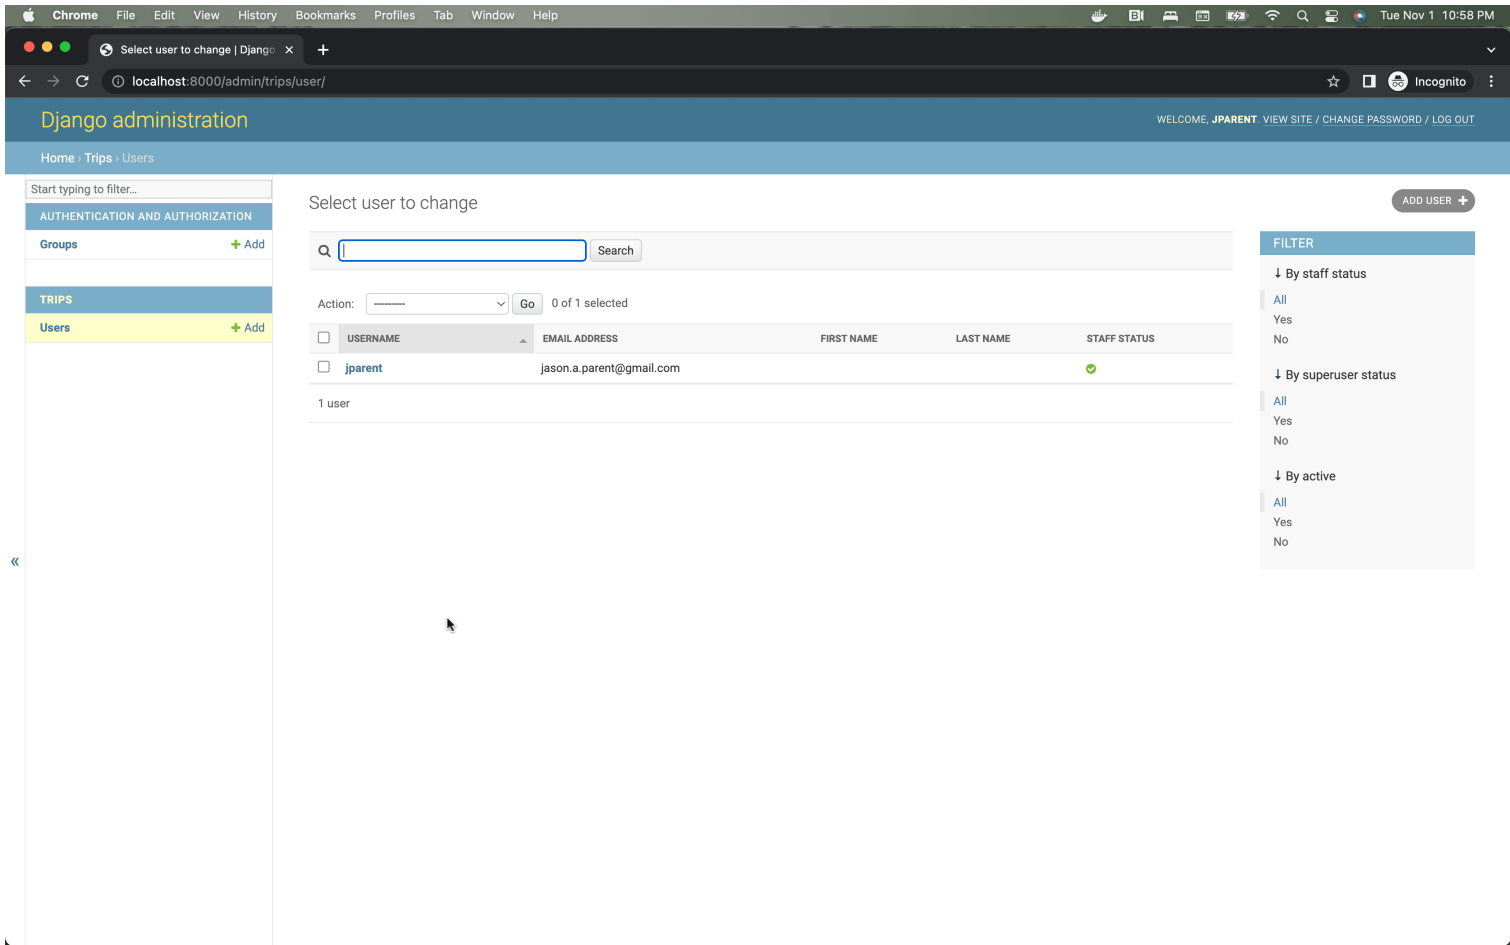 Chrome File Edit View History Bookmarks Profiles Tab Window Help Tue Nov 1 10:58 PM
Select user to change | Django
localhost:8000/admin/trips/user/ Incognito
Django administration
WELCOME, JPARENT. VIEW SITE / CHANGE PASSWORD / LOG OUT
Home › Trips › Users
Start typing to filter...
AUTHENTICATION AND AUTHORIZATION
Groups + Add
TRIPS
Users + Add
«
Select user to change
ADD USER +
Search
Action: --------- Go 0 of 1 selected
USERNAME EMAIL ADDRESS FIRST NAME LAST NAME STAFF STATUS
jparent jason.a.parent@gmail.com
1 user
FILTER
↓ By staff status
All
Yes
No
↓ By superuser status
All
Yes
No
↓ By active
All
Yes
No